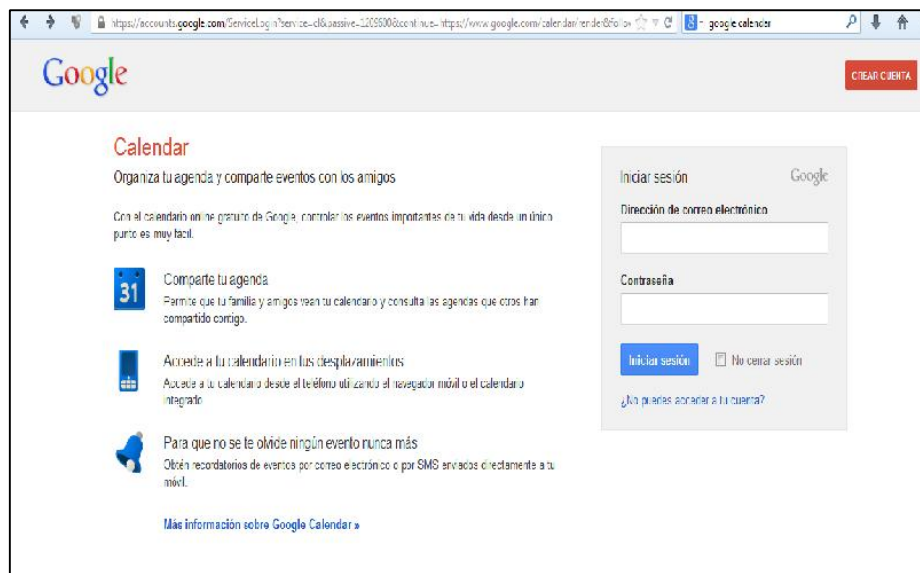 https://accounts.google.com/ServiceLogin?service=cl&passive=1209600&continue=https://www.google.com/calendar/render&follow
google calendar
Google
CREAR CUENTA
Calendar
Organiza tu agenda y comparte eventos con los amigos
Con el calendario online gratuito de Google, controlar los eventos importantes de tu vida desde un único
punto es muy fácil.
31
Comparte tu agenda
Permite que tu familia y amigos vean tu calendario y consulta las agendas que otros han
compartido contigo.
Accede a tu calendario en tus desplazamientos
Accede a tu calendario desde el teléfono utilizando el navegador móvil o el calendario
integrado
Para que no se te olvide ningún evento nunca más
Obtén recordatorios de eventos por correo electrónico o por SMS enviados directamente a tu
móvil.
Más información sobre Google Calendar »
Iniciar sesión Google
Dirección de correo electrónico
Contraseña
Iniciar sesión No cerrar sesión
¿No puedes acceder a tu cuenta?